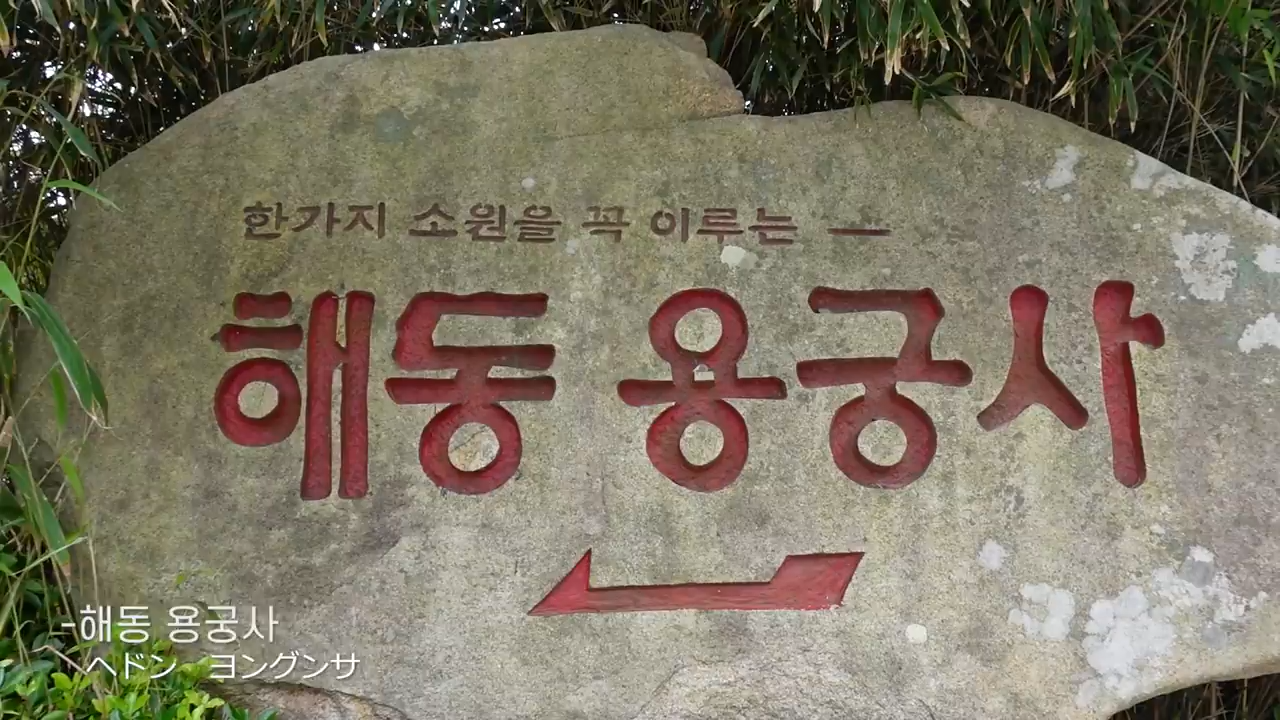 한가지 소원을 꼭 이루는 —
해동 용궁사
-해동 용궁사
ヘドン ヨングンサ